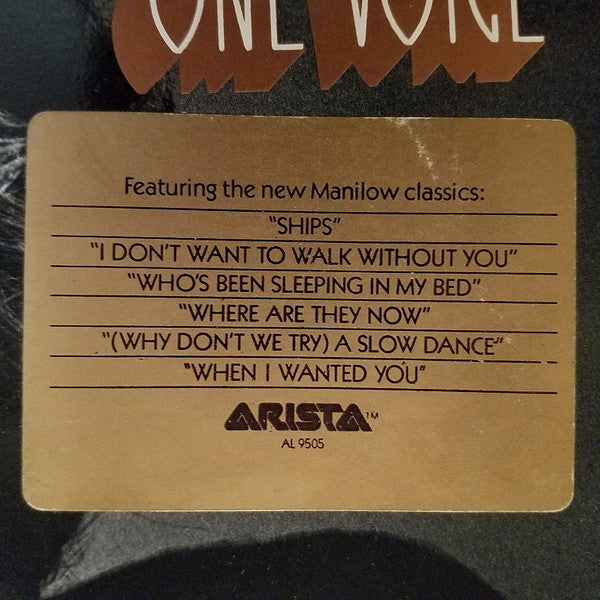 ONE VOICE
Featuring the new Manilow classics:
"SHIPS"
"I DON'T WANT TO WALK WITHOUT YOU"
"WHO'S BEEN SLEEPING IN MY BED"
"WHERE ARE THEY NOW"
"(WHY DON'T WE TRY) A SLOW DANCE"
"WHEN I WANTED YOU"
ARISTA™
AL 9505